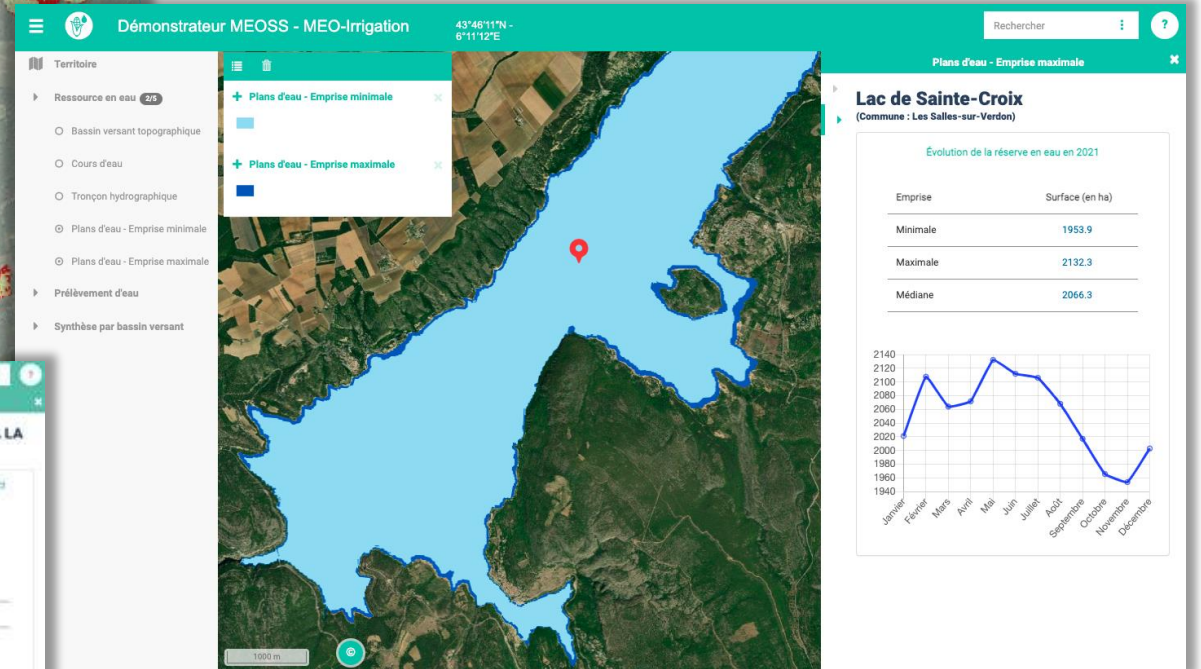 Démonstrateur MEOSS - MEO-Irrigation
43°46'11"N -
6°11'12"E
Rechercher
?
Territoire
Ressource en eau 2/5
Bassin versant topographique
Cours d'eau
Tronçon hydrographique
Plans d'eau - Emprise minimale
Plans d'eau - Emprise maximale
Prélèvement d'eau
Synthèse par bassin versant
Plans d'eau - Emprise minimale
Plans d'eau - Emprise maximale
1000 m
©
Plans d'eau - Emprise maximale
Lac de Sainte-Croix
(Commune : Les Salles-sur-Verdon)
Évolution de la réserve en eau en 2021
Emprise Surface (en ha)
Minimale 1953.9
Maximale 2132.3
Médiane 2066.3
2140
2120
2100
2080
2060
2040
2020
2000
1980
1960
1940
Janvier
Février
Mars
Avril
Mai
Juin
Juillet
Août
Septembre
Octobre
Novembre
Décembre
?
LA